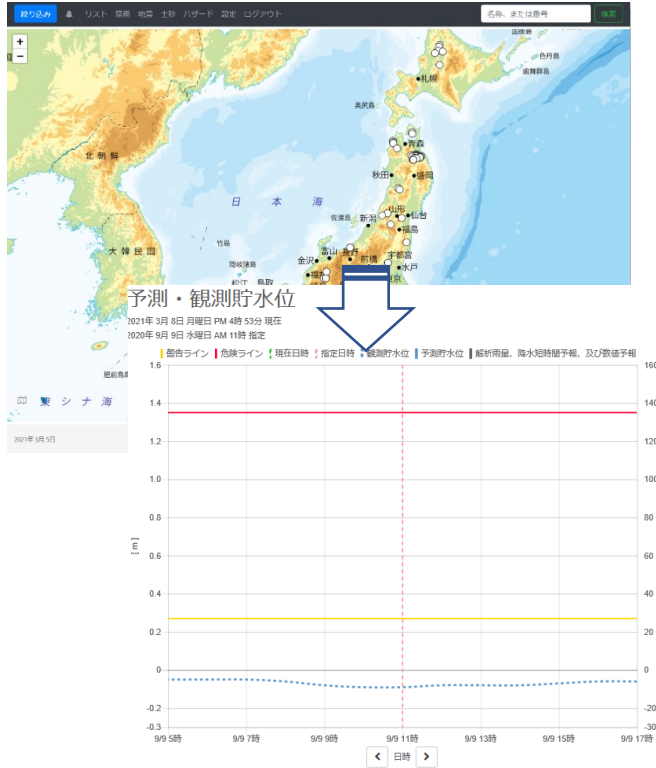 絞り込み リスト 意雨 地震 土砂 ハザード 設定 ログアウト 名称、または番号 検索
+
−
色丹島
歯舞群島
札幌
奥尻島
青森
北朝鮮
秋田 盛岡
日本海
佐渡島 新潟 山形 仙台
福島
竹島
大韓民国
富山 長野 前橋 宇都宮
金沢 水戸
隠岐諸島
松江 鳥取
予測・観測貯水位
2021年 3月 8日 月曜日 PM 4時 53分 現在
2020年 9月 9日 水曜日 AM 11時 指定
警告ライン 危険ライン 現在日時 指定日時 観測貯水位 予測貯水位 解析雨量、降水短時間予報、及び数値予報
東シナ海
2021年 3月 5日
1.6 160
1.4 140
1.2 120
1.0 100
0.8 80
[m]
0.6 60
0.4 40
0.2 20
0 0
-0.2 -20
-0.3 -30
9/9 5時 9/9 7時 9/9 9時 9/9 11時 9/9 13時 9/9 15時 9/9 17時
< 日時 >